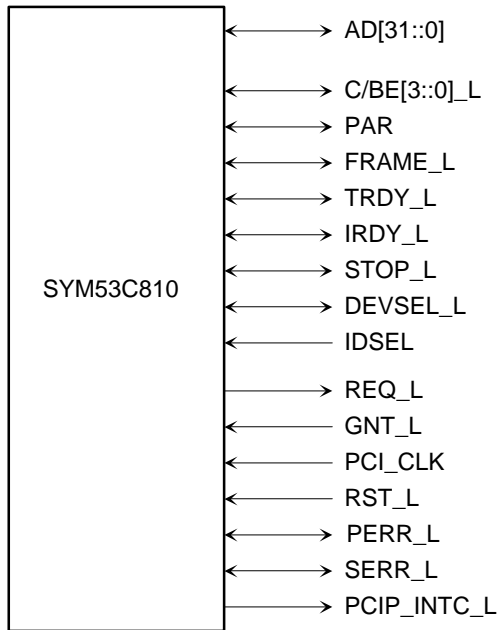 AD[31::0]
C/BE[3::0]_L
PAR
FRAME_L
TRDY_L
IRDY_L
STOP_L
SYM53C810
DEVSEL_L
IDSEL
REQ_L
GNT_L
PCI_CLK
RST_L
PERR_L
SERR_L
PCIP_INTC_L